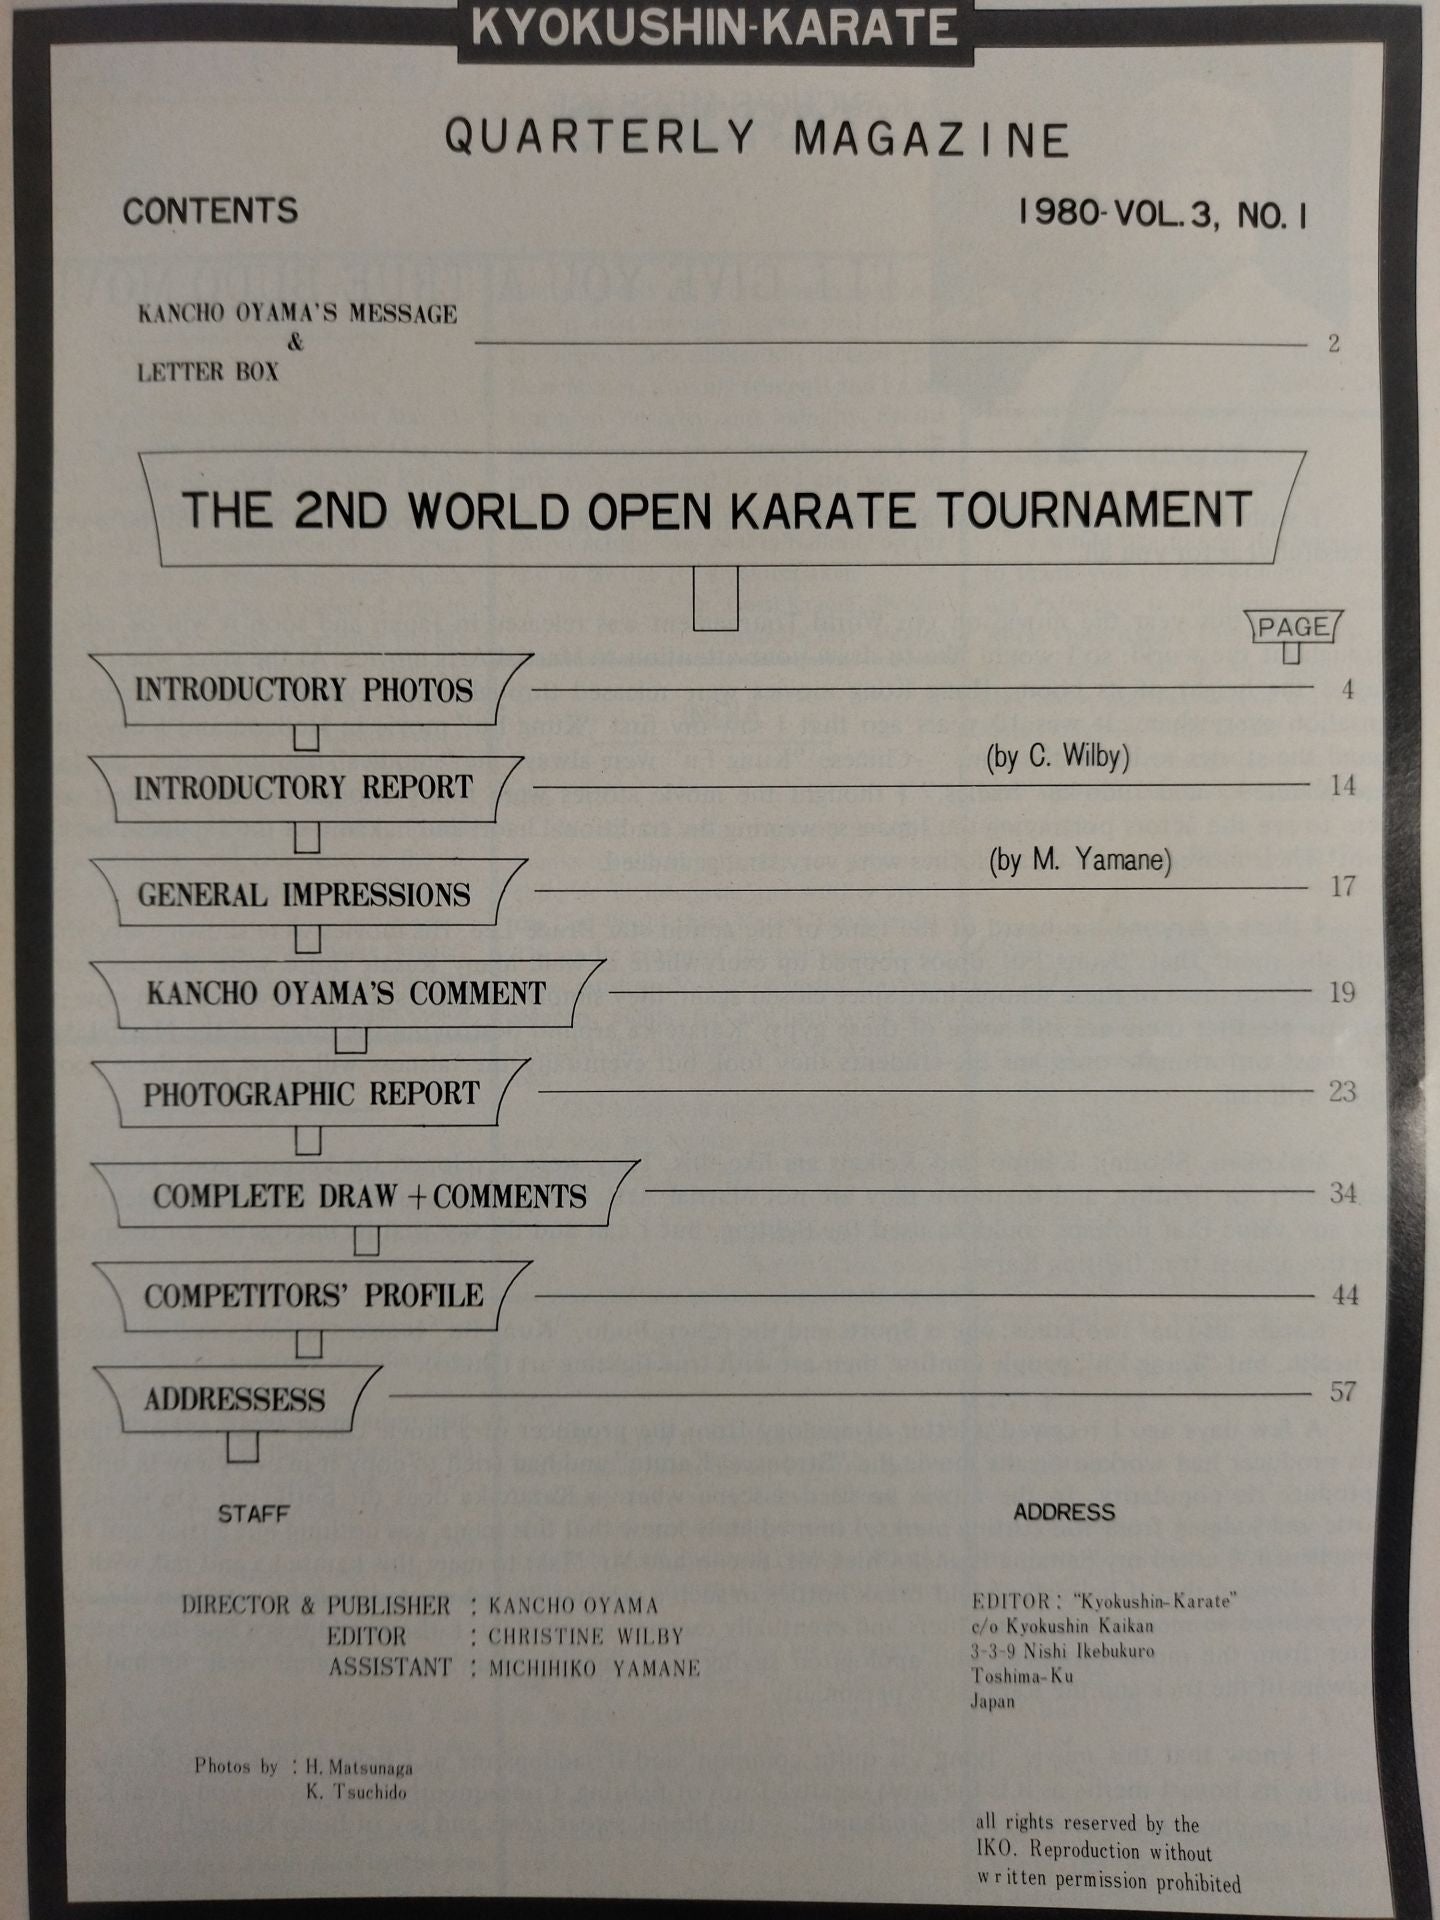 KYOKUSHIN-KARATE
QUARTERLY MAGAZINE
CONTENTS
1980-VOL.3, NO.1
KANCHO OYAMA'S MESSAGE
&
LETTER BOX
2
THE 2ND WORLD OPEN KARATE TOURNAMENT
PAGE
INTRODUCTORY PHOTOS 4
INTRODUCTORY REPORT (by C. Wilby) 14
GENERAL IMPRESSIONS (by M. Yamane) 17
KANCHO OYAMA'S COMMENT 19
PHOTOGRAPHIC REPORT 23
COMPLETE DRAW + COMMENTS 34
COMPETITORS' PROFILE 44
ADDRESSESS 57
STAFF
DIRECTOR & PUBLISHER : KANCHO OYAMA
EDITOR : CHRISTINE WILBY
ASSISTANT : MICHIHIKO YAMANE
Photos by : H. Matsunaga
K. Tsuchido
ADDRESS
EDITOR : "Kyokushin-Karate"
c/o Kyokushin Kaikan
3-3-9 Nishi Ikebukuro
Toshima-Ku
Japan
all rights reserved by the
IKO. Reproduction without
written permission prohibited